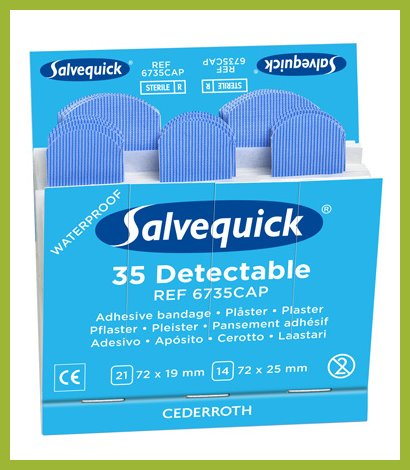 Salvequick®
REF
6735CAP
STERILE R
REF
6735CAP
STERILE R
Salvequick®
WATERPROOF
Salvequick®
35 Detectable
REF 6735CAP
Adhesive bandage • Plåster • Plaster
Pflaster • Pleister • Pansement adhésif
Adesivo • Apósito • Cerotto • Laastari
CE 21 72 x 19 mm 14 72 x 25 mm 2
CEDERROTH